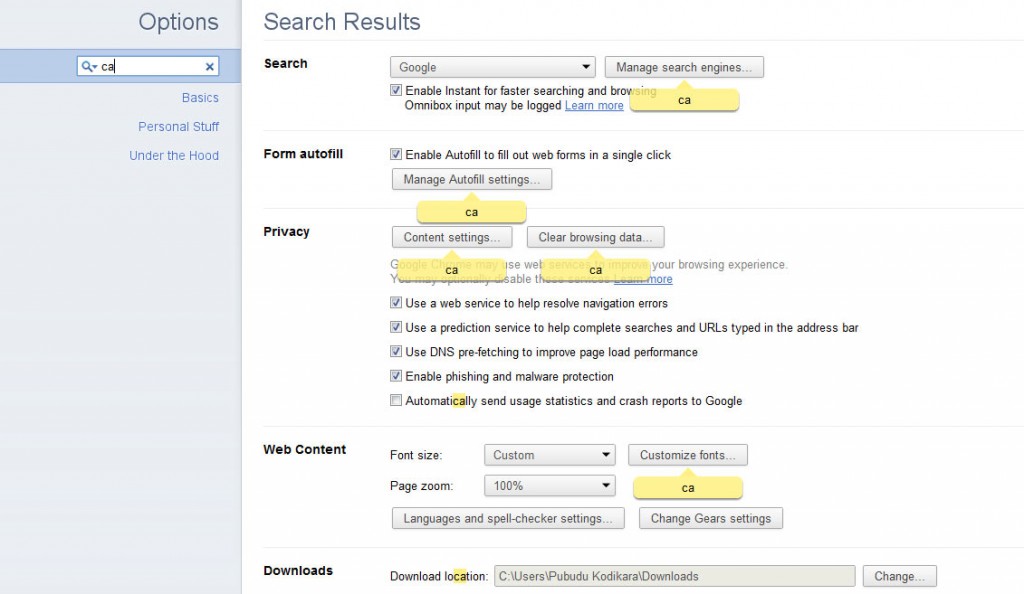 Options
ca
Basics
Personal Stuff
Under the Hood
Search Results
Search
Google
Manage search engines...
Enable Instant for faster searching and browsing
Omnibox input may be logged Learn more
ca
Form autofill
Enable Autofill to fill out web forms in a single click
Manage Autofill settings...
ca
Privacy
Content settings...
Clear browsing data...
Google Chrome may use web services to improve your browsing experience.
You may optionally disable these services Learn more
ca
ca
Use a web service to help resolve navigation errors
Use a prediction service to help complete searches and URLs typed in the address bar
Use DNS pre-fetching to improve page load performance
Enable phishing and malware protection
Automatically send usage statistics and crash reports to Google
Web Content
Font size:
Custom
Customize fonts...
Page zoom:
100%
ca
Languages and spell-checker settings...
Change Gears settings
Downloads
Download location:
C:\Users\Pubudu Kodikara\Downloads
Change...